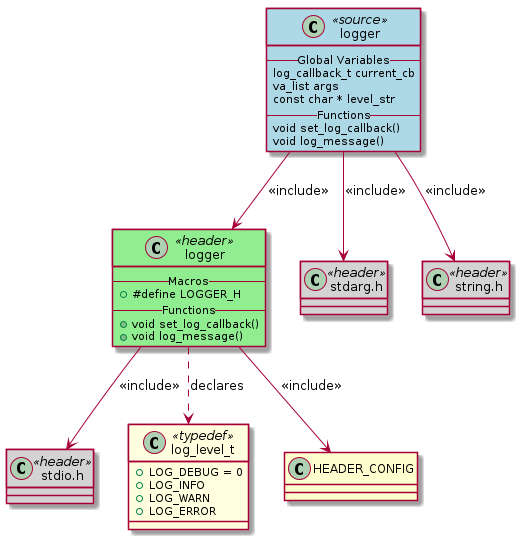 C «source»
logger
Global Variables
log_callback_t current_cb
va_list args
const char * level_str
Functions
void set_log_callback()
void log_message()
«include»
«include»
«include»
C «header»
logger
Macros
#define LOGGER_H
Functions
void set_log_callback()
void log_message()
C «header»
stdarg.h
C «header»
string.h
«include»
declares
«include»
C «header»
stdio.h
C «typedef»
log_level_t
LOG_DEBUG = 0
LOG_INFO
LOG_WARN
LOG_ERROR
C HEADER_CONFIG